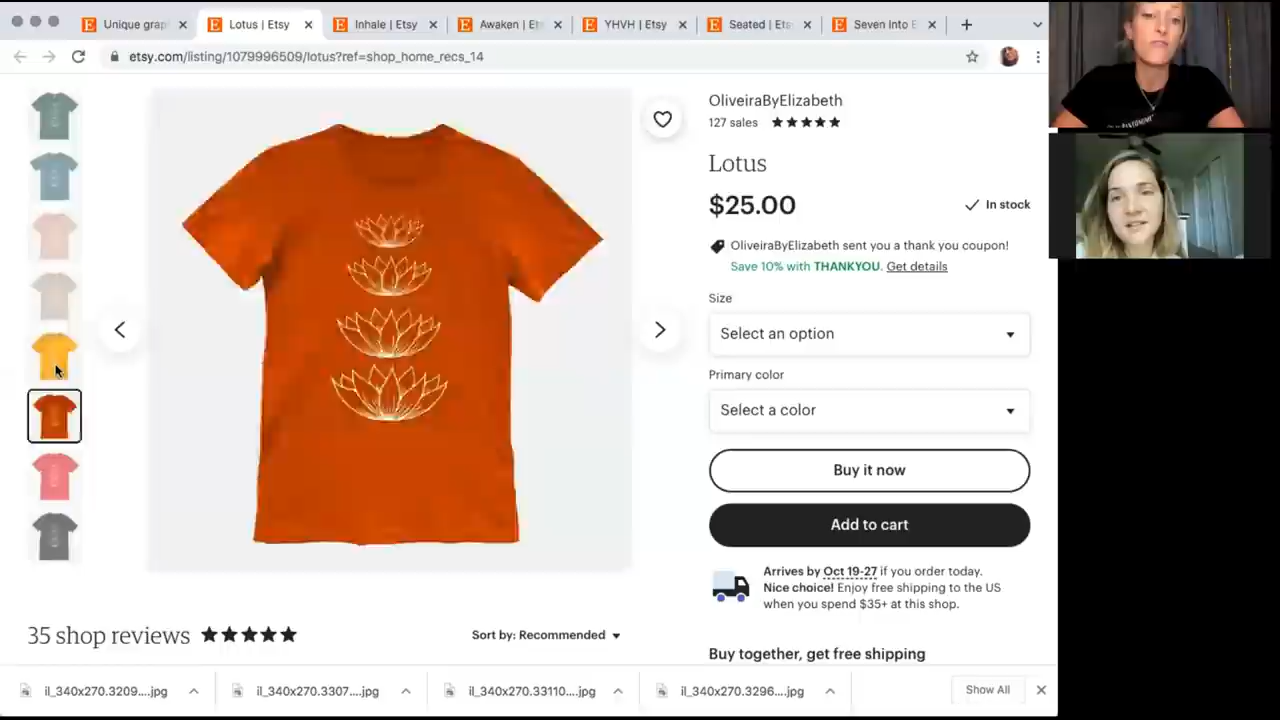 Unique grap
Lotus | Etsy
Inhale | Etsy
Awaken | Et
YHVH | Etsy
Seated | Ets
Seven Into E
etsy.com/listing/1079996509/lotus?ref=shop_home_recs_14
OliveiraByElizabeth
127 sales
Lotus
$25.00
In stock
OliveiraByElizabeth sent you a thank you coupon!
Save 10% with THANKYOU. Get details
Size
Select an option
Primary color
Select a color
Buy it now
Add to cart
Arrives by Oct 19-27 if you order today.
Nice choice! Enjoy free shipping to the US
when you spend $35+ at this shop.
35 shop reviews
Sort by: Recommended
Buy together, get free shipping
il_340x270.3209....jpg
il_340x270.3307....jpg
il_340x270.33110....jpg
il_340x270.3296....jpg
Show All